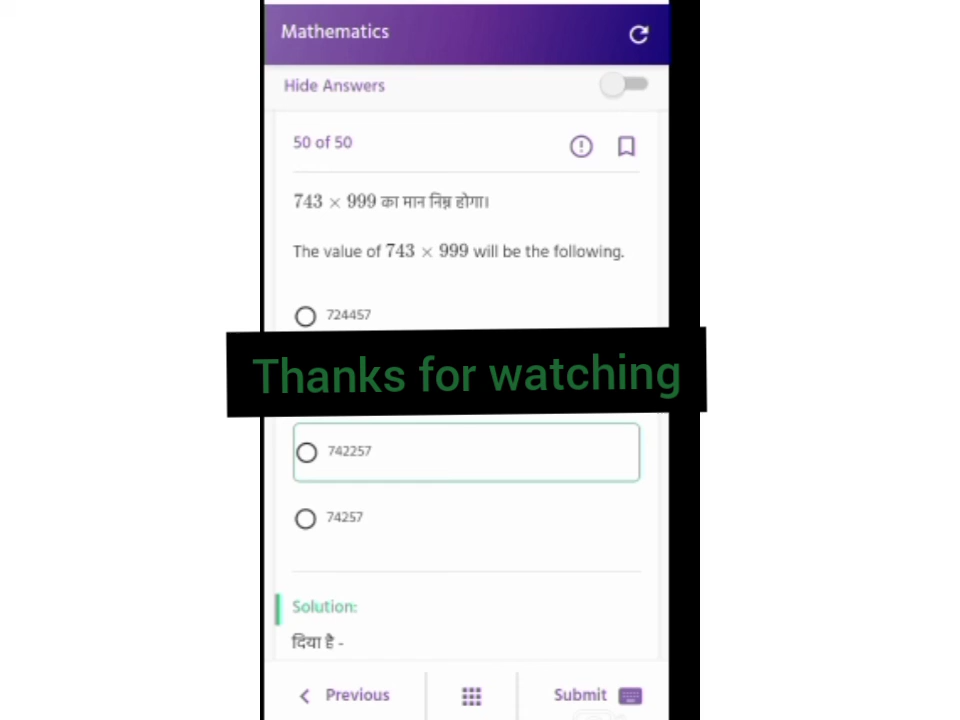 Mathematics
Hide Answers
50 of 50
743 × 999 का मान निम्न होगा।
The value of 743 × 999 will be the following.
724457
Thanks for watching
742257
74257
Solution:
दिया है -
Previous
Submit